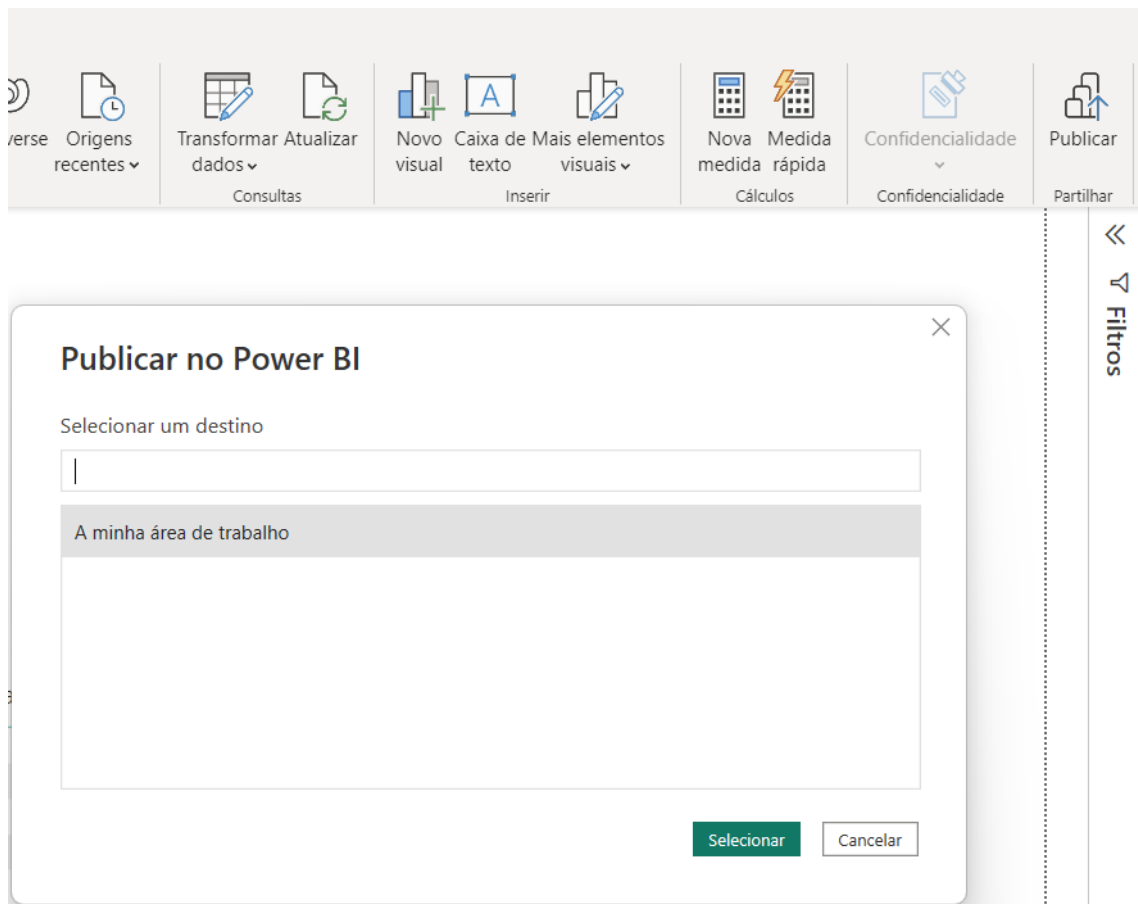 verse
Origens
recentes
Transformar
dados
Atualizar
Consultas
Novo
visual
A
Caixa de
texto
Mais elementos
visuais
Inserir
Nova
medida
Medida
rápida
Cálculos
Confidencialidade
Confidencialidade
Publicar
Partilhar
Filtros
Publicar no Power BI
Selecionar um destino
A minha área de trabalho
Selecionar
Cancelar